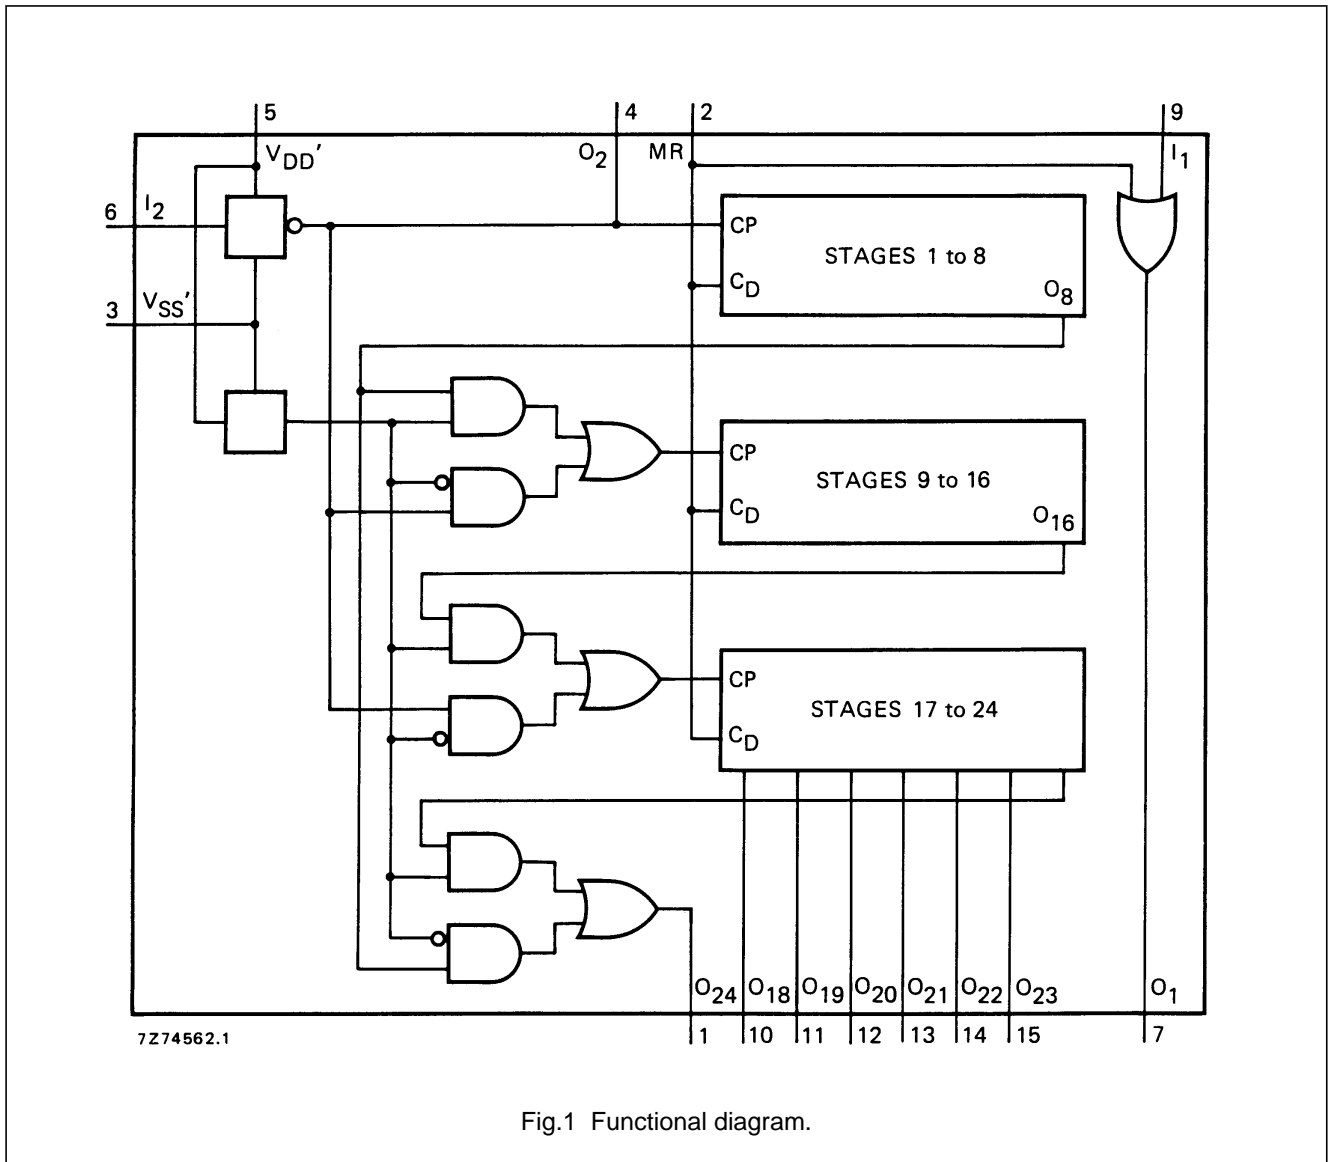 5 4 2 9
VDD' O2 MR I1
6 I2
CP
STAGES 1 to 8
CD
O8
3 VSS'
CP
STAGES 9 to 16
CD
O16
CP
STAGES 17 to 24
CD
O24 O18 O19 O20 O21 O22 O23 O1
7Z74562.1
1 10 11 12 13 14 15 7
Fig.1 Functional diagram.